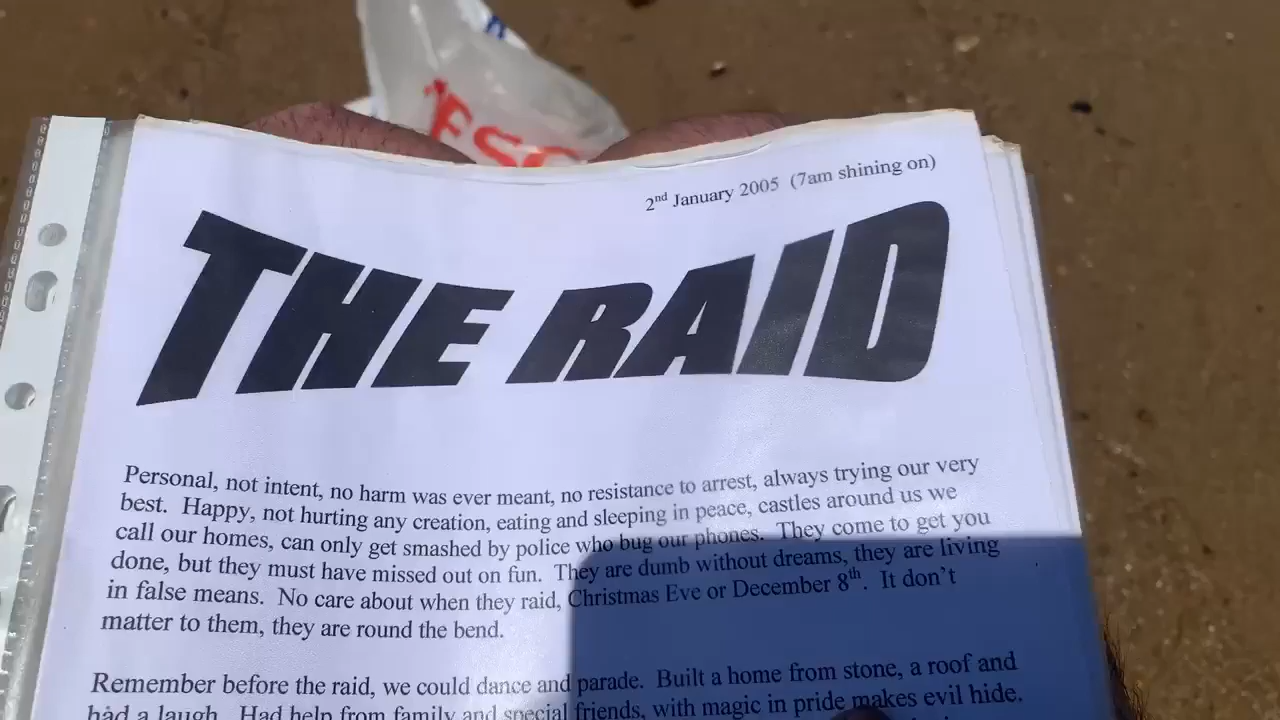 ESC
2nd January 2005 (7am shining on)
THE RAID
Personal, not intent, no harm was ever meant, no resistance to arrest, always trying our very
best. Happy, not hurting any creation, eating and sleeping in peace, castles around us we
call our homes, can only get smashed by police who bug our phones. They come to get you
done, but they must have missed out on fun. They are dumb without dreams, they are living
in false means. No care about when they raid, Christmas Eve or December 8th. It don't
matter to them, they are round the bend.
Remember before the raid, we could dance and parade. Built a home from stone, a roof and
had a laugh. Had help from family and special friends, with magic in pride makes evil hide.